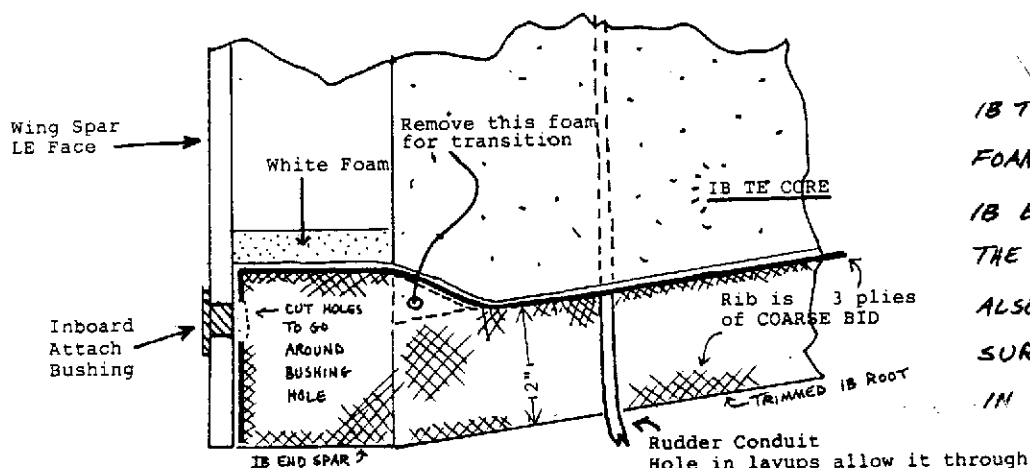 Wing Spar
LE Face
White Foam
Remove this foam
for transition
IB TE CORE
CUT HOLES
TO GO
AROUND
BUSHING
HOLE
Inboard
Attach
Bushing
2"
Rib is 3 plies
of COARSE BID
TRIMMED IB ROOT
IB END SPAR
Rudder Conduit
Hole in layups allow it through
IB T
FOAM
IB E
THE
ALSO
SUR
IN